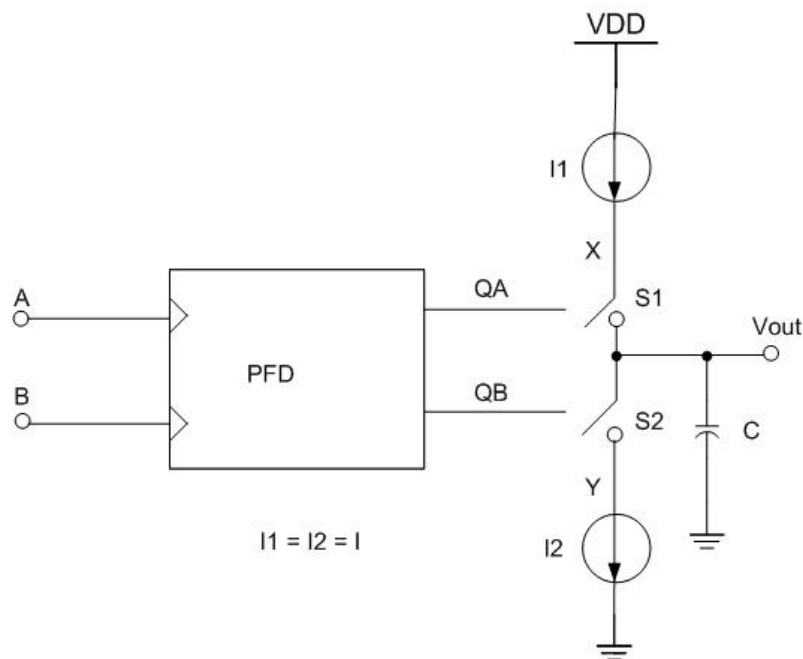 VDD
I1
X
A
QA
S1
Vout
PFD
B
QB
S2
C
Y
I1 = I2 = I
I2